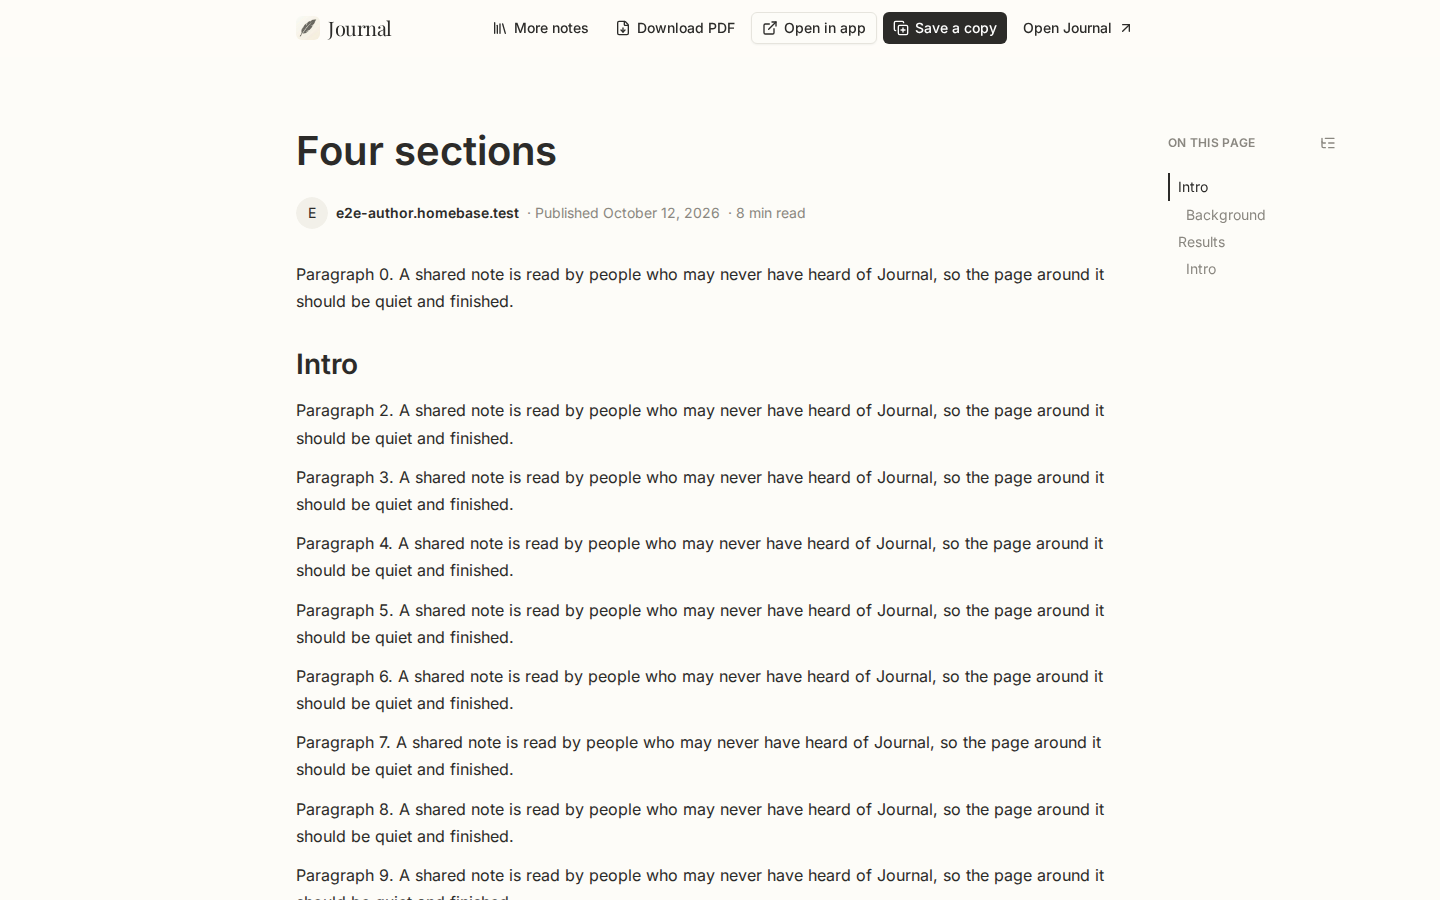 Journal
More notes
Download PDF
Open in app
Save a copy
Open Journal
Four sections
ON THIS PAGE
Intro
Background
Results
Intro
E
e2e-author.homebase.test · Published October 12, 2026 · 8 min read
Paragraph 0. A shared note is read by people who may never have heard of Journal, so the page around it
should be quiet and finished.
Intro
Paragraph 2. A shared note is read by people who may never have heard of Journal, so the page around it
should be quiet and finished.
Paragraph 3. A shared note is read by people who may never have heard of Journal, so the page around it
should be quiet and finished.
Paragraph 4. A shared note is read by people who may never have heard of Journal, so the page around it
should be quiet and finished.
Paragraph 5. A shared note is read by people who may never have heard of Journal, so the page around it
should be quiet and finished.
Paragraph 6. A shared note is read by people who may never have heard of Journal, so the page around it
should be quiet and finished.
Paragraph 7. A shared note is read by people who may never have heard of Journal, so the page around it
should be quiet and finished.
Paragraph 8. A shared note is read by people who may never have heard of Journal, so the page around it
should be quiet and finished.
Paragraph 9. A shared note is read by people who may never have heard of Journal, so the page around it